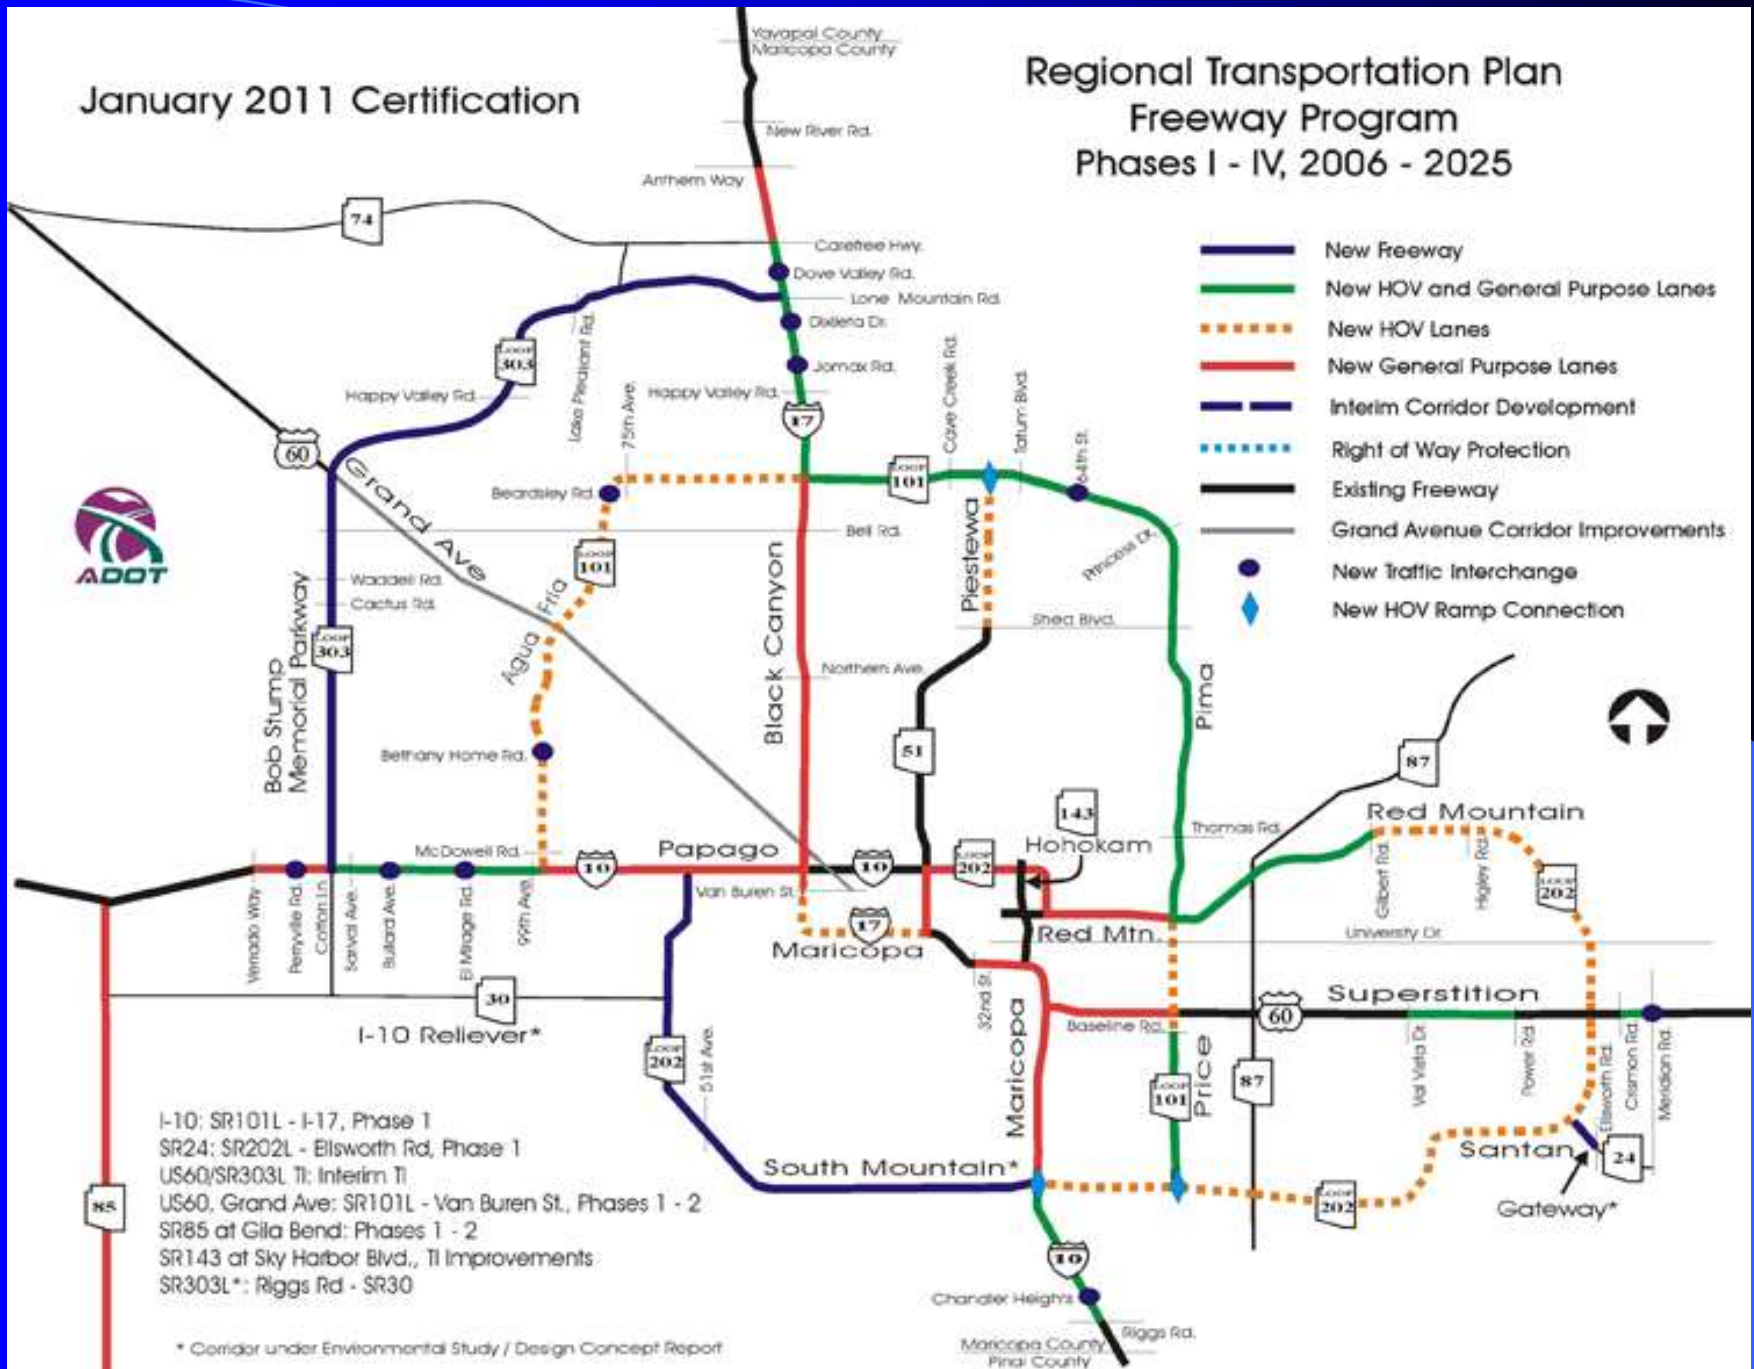 January 2011 Certification
Regional Transportation Plan
Freeway Program
Phases I - IV, 2006 - 2025
New Freeway
New HOV and General Purpose Lanes
New HOV Lanes
New General Purpose Lanes
Interim Corridor Development
Right of Way Protection
Existing Freeway
Grand Avenue Corridor Improvements
New Traffic Interchange
New HOV Ramp Connection
Yavapai County
Maricopa County
New River Rd.
Anthem Way
74
Carefree Hwy.
Dove Valley Rd.
Lone Mountain Rd.
Dixileta Dr.
Jomax Rd.
Happy Valley Rd.
17
LOOP
303
Lake Pleasant Rd.
Happy Valley Rd.
75th Ave.
Cave Creek Rd.
Tatum Blvd.
64th St.
60
Grand Ave
LOOP
101
Beardsley Rd.
Bell Rd.
Princess Dr.
ADOT
LOOP
101
Agua Fria
Black Canyon
Piestewa
Shea Blvd.
Waddell Rd.
Cactus Rd.
LOOP
303
Bob Stump
Memorial Parkway
Northern Ave.
Pima
51
Bethany Home Rd.
87
143
Hohokam
Thomas Rd.
Red Mountain
McDowell Rd.
Papago
10
10
LOOP
202
Gilbert Rd.
Higley Rd.
LOOP
202
Van Buren St.
17
Maricopa
Red Mtn.
University Dr.
Verrado Way
Perryville Rd.
Cotton Ln.
Sarival Ave.
Bullard Ave.
El Mirage Rd.
99th Ave.
30
I-10 Reliever*
32nd St.
Superstition
60
Baseline Rd.
LOOP
202
51st Ave.
Maricopa
LOOP
101
Price
87
Val Vista Dr.
Power Rd.
Ellsworth Rd.
Crismon Rd.
Meridian Rd.
Santan
24
Gateway*
South Mountain*
LOOP
202
85
10
Chandler Heights
Riggs Rd.
Maricopa County
Pinal County
I-10: SR101L - I-17, Phase 1
SR24: SR202L - Ellsworth Rd, Phase 1
US60/SR303L TI: Interim TI
US60, Grand Ave: SR101L - Van Buren St., Phases 1 - 2
SR85 at Gila Bend: Phases 1 - 2
SR143 at Sky Harbor Blvd., TI Improvements
SR303L*: Riggs Rd - SR30
* Corridor under Environmental Study / Design Concept Report